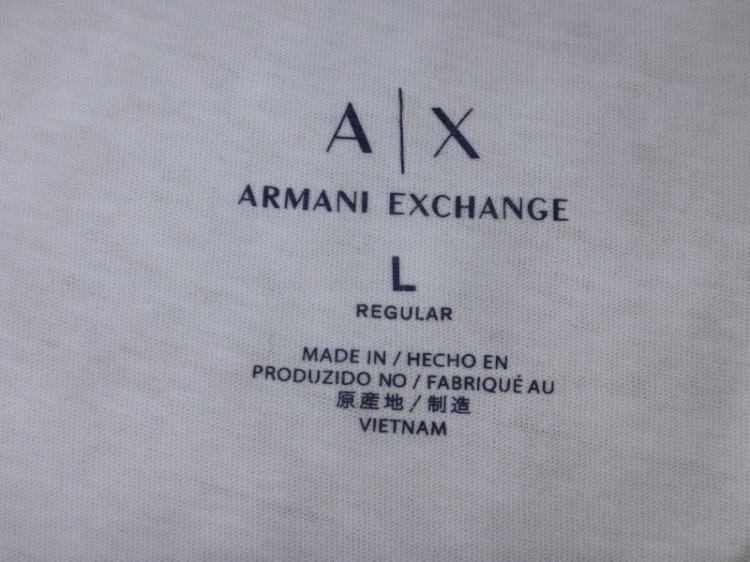 A|X
ARMANI EXCHANGE
L
REGULAR
MADE IN / HECHO EN
PRODUZIDO NO / FABRIQUÉ AU
原産地 / 制造
VIETNAM